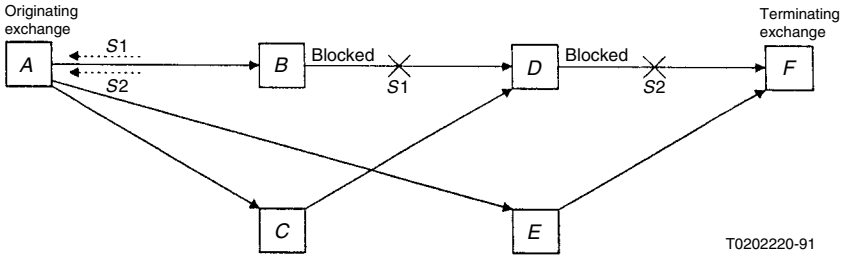 Originating
exchange
Terminating
exchange
A
S1
S2
B
Blocked
S1
D
Blocked
S2
F
C
E
T0202220-91